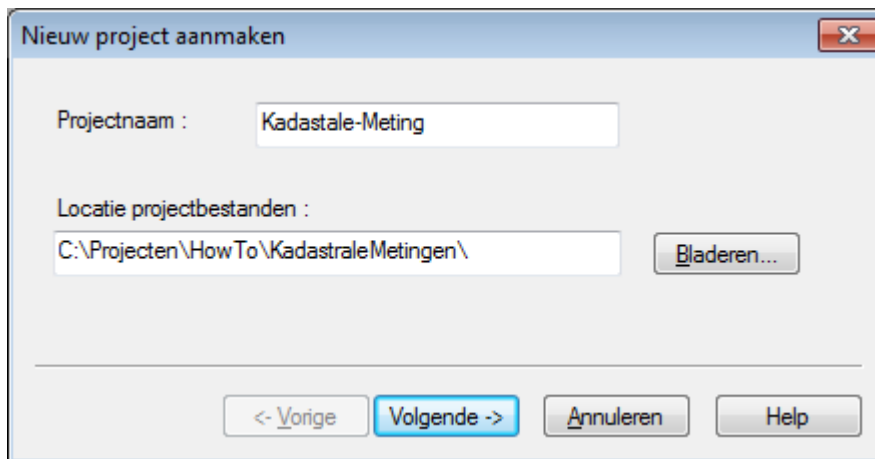 Nieuw project aanmaken
Projectnaam : Kadastale-Meting
Locatie projectbestanden :
C:\Projecten\HowTo\KadastraleMetingen\ Bladeren...
<- Vorige Volgende -> Annuleren Help